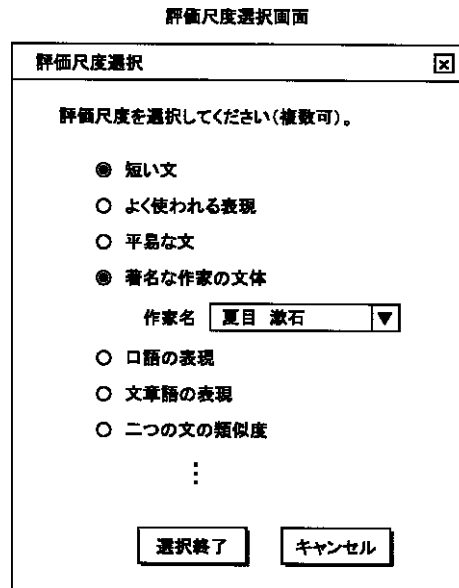 評価尺度選択画面
評価尺度選択
評価尺度を選択してください(複数可)。
短い文
よく使われる表現
平易な文
著名な作家の文体
作家名 夏目 漱石 ▼
口語の表現
文章語の表現
二つの文の類似度
⋮
選択終了 キャンセル